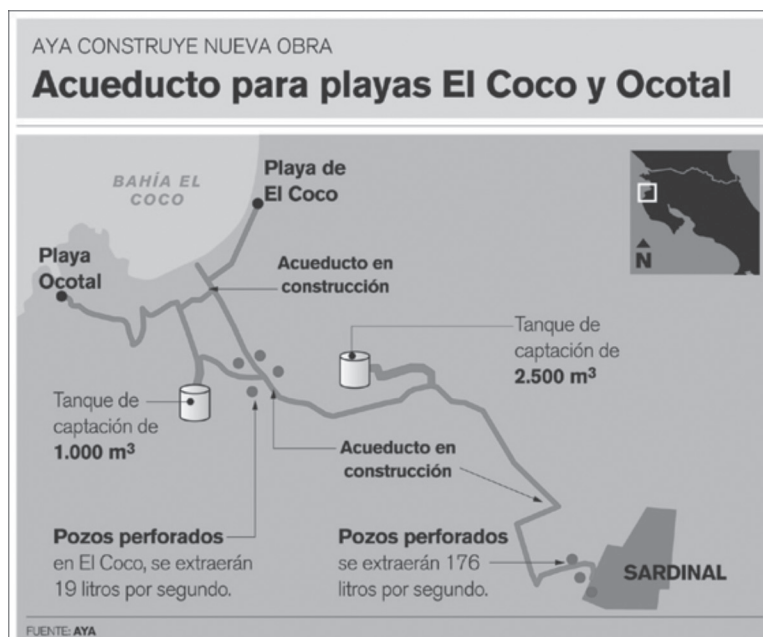 AYA CONSTRUYE NUEVA OBRA
Acueducto para playas El Coco y Ocotal
BAHÍA EL
COCO
Playa de
El Coco
Playa
Ocotal
Acueducto en
construcción
N
Tanque de
captación de
2.500 m³
Tanque de
captación de
1.000 m³
Acueducto en
construcción
Pozos perforados
en El Coco, se extraerán
19 litros por segundo.
Pozos perforados
se extraerán 176
litros por segundo.
SARDINAL
FUENTE: AYA